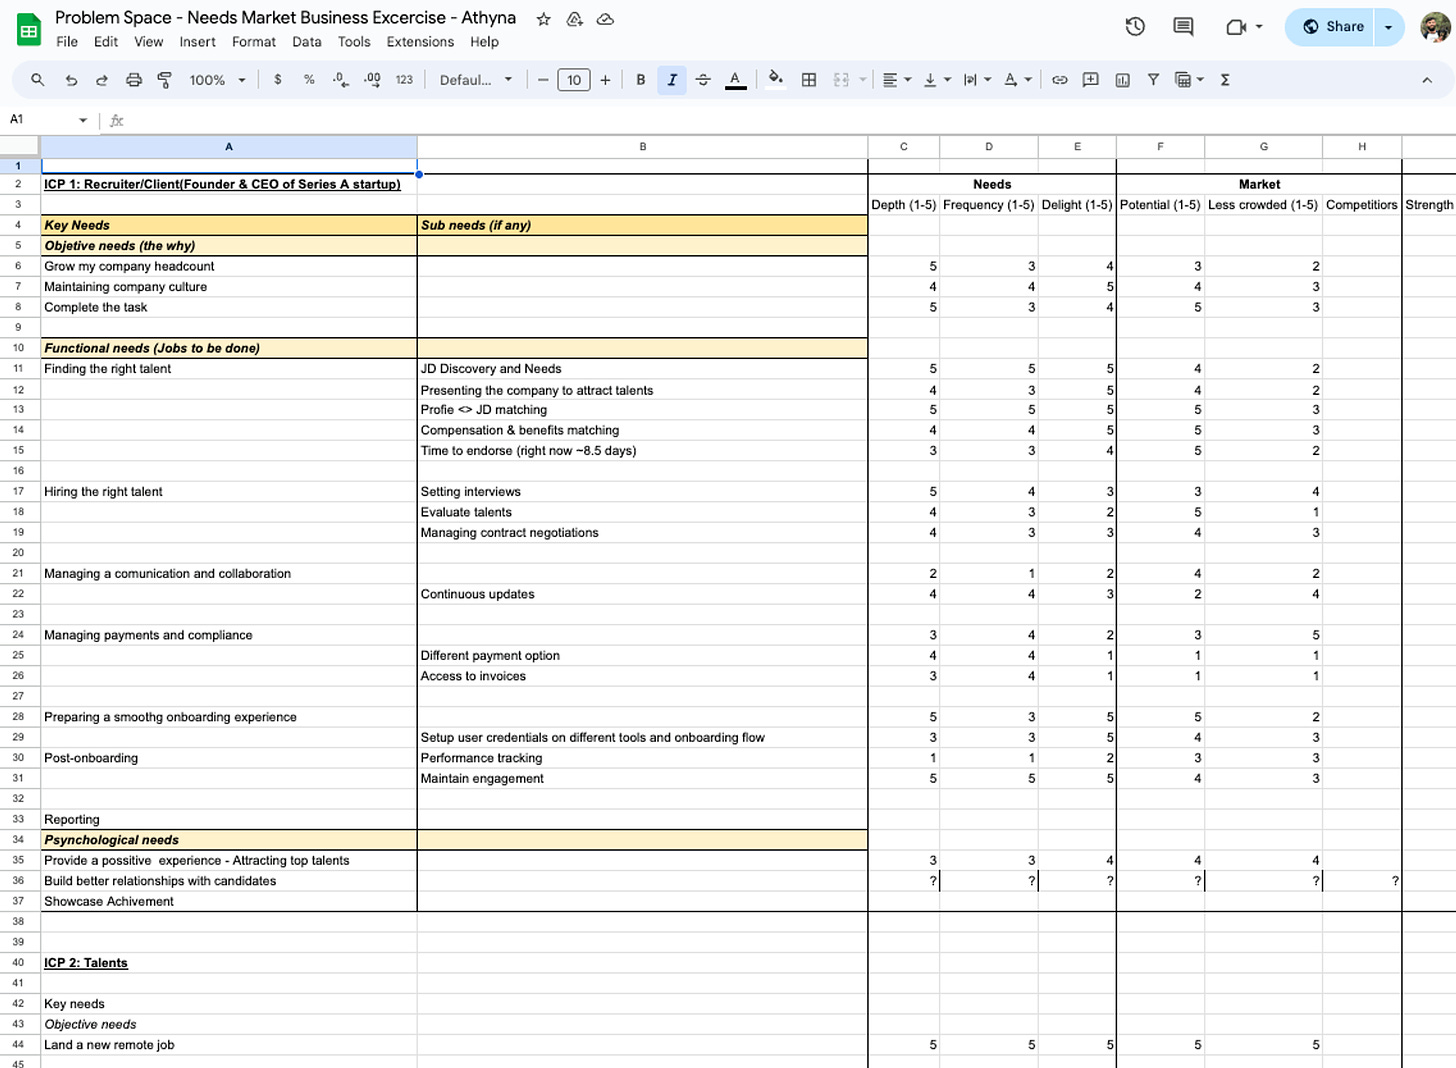 Problem Space - Needs Market Business Excercise - Athyna
File Edit View Insert Format Data Tools Extensions Help
Share
100% $ % .0 .00 123 Defaul... − 10 + B I A
A1 fx
A B C D E F G H
1
2 ICP 1: Recruiter/Client(Founder & CEO of Series A startup) Needs Market
3 Depth (1-5) Frequency (1-5) Delight (1-5) Potential (1-5) Less crowded (1-5) Competitiors Strength
4 Key Needs Sub needs (if any)
5 Objetive needs (the why)
6 Grow my company headcount 5 3 4 3 2
7 Maintaining company culture 4 4 5 4 3
8 Complete the task 5 3 4 5 3
9
10 Functional needs (Jobs to be done)
11 Finding the right talent JD Discovery and Needs 5 5 5 4 2
12 Presenting the company to attract talents 4 3 5 4 2
13 Profie <> JD matching 5 5 5 5 3
14 Compensation & benefits matching 4 4 5 5 3
15 Time to endorse (right now ~8.5 days) 3 3 4 5 2
16
17 Hiring the right talent Setting interviews 5 4 3 3 4
18 Evaluate talents 4 3 2 5 1
19 Managing contract negotiations 4 3 3 4 3
20
21 Managing a comunication and collaboration 2 1 2 4 2
22 Continuous updates 4 4 3 2 4
23
24 Managing payments and compliance 3 4 2 3 5
25 Different payment option 4 4 1 1 1
26 Access to invoices 3 4 1 1 1
27
28 Preparing a smoothg onboarding experience 5 3 5 5 2
29 Setup user credentials on different tools and onboarding flow 3 3 5 4 3
30 Post-onboarding Performance tracking 1 1 2 3 3
31 Maintain engagement 5 5 5 4 3
32
33 Reporting
34 Psynchological needs
35 Provide a possitive experience - Attracting top talents 3 3 4 4 4
36 Build better relationships with candidates ? ? ? ? ? ?
37 Showcase Achivement
38
39
40 ICP 2: Talents
41
42 Key needs
43 Objective needs
44 Land a new remote job 5 5 5 5 5
45